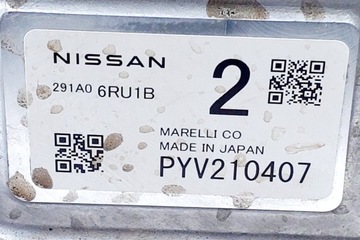 NISSAN
291A0 6RU1B
2
MARELLI CO
MADE IN JAPAN
PYV210407